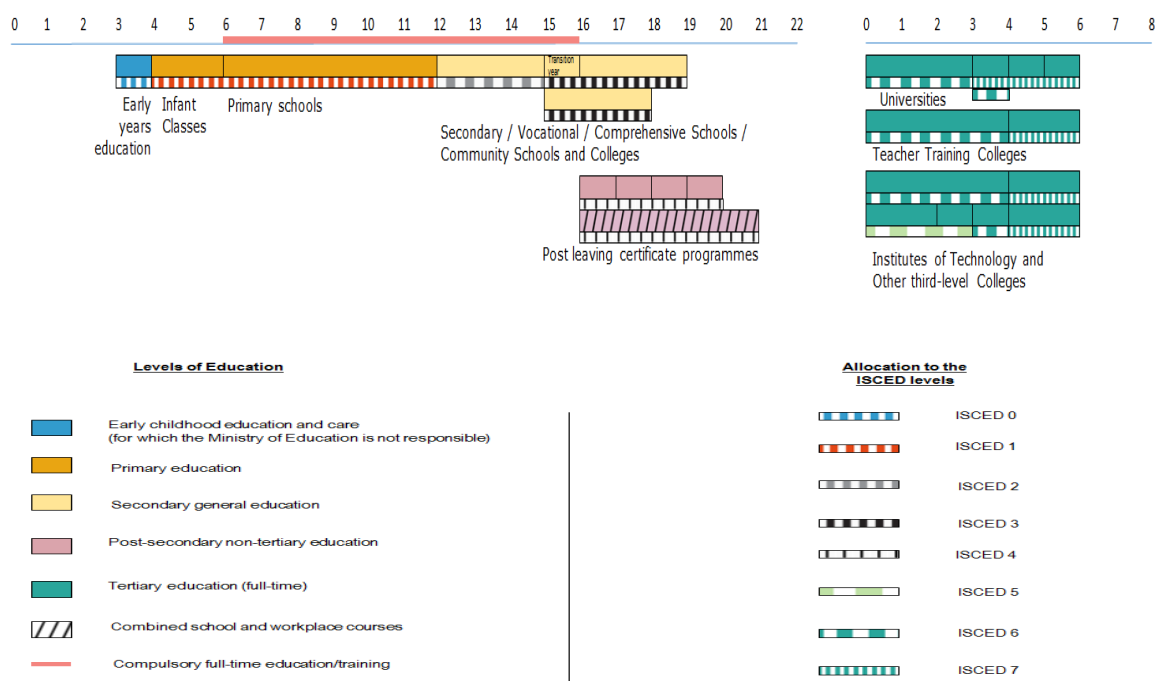 0 1 2 3 4 5 6 7 8 9 10 11 12 13 14 15 16 17 18 19 20 21 22
0 1 2 3 4 5 6 7 8
Transition
year
Early
years
education
Infant
Classes
Primary schools
Secondary / Vocational / Comprehensive Schools /
Community Schools and Colleges
Post leaving certificate programmes
Universities
Teacher Training Colleges
Institutes of Technology and
Other third-level Colleges
Levels of Education
Early childhood education and care
(for which the Ministry of Education is not responsible)
Primary education
Secondary general education
Post-secondary non-tertiary education
Tertiary education (full-time)
Combined school and workplace courses
Compulsory full-time education/training
Allocation to the
ISCED levels
ISCED 0
ISCED 1
ISCED 2
ISCED 3
ISCED 4
ISCED 5
ISCED 6
ISCED 7